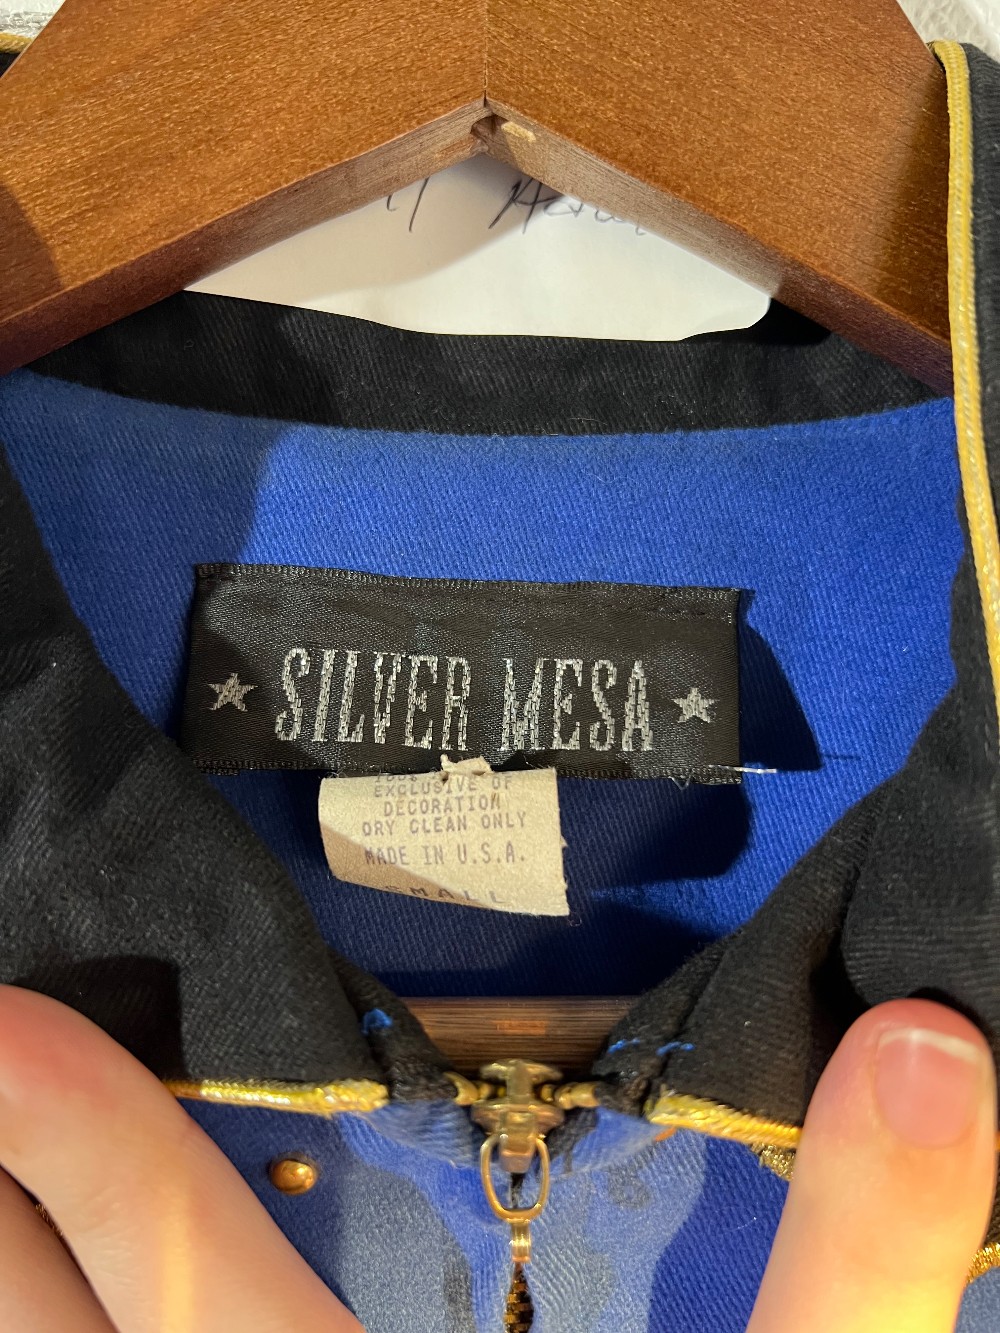 SILVER MESA
EXCLUSIVE OF
DECORATION
DRY CLEAN ONLY
MADE IN U.S.A.
SMALL